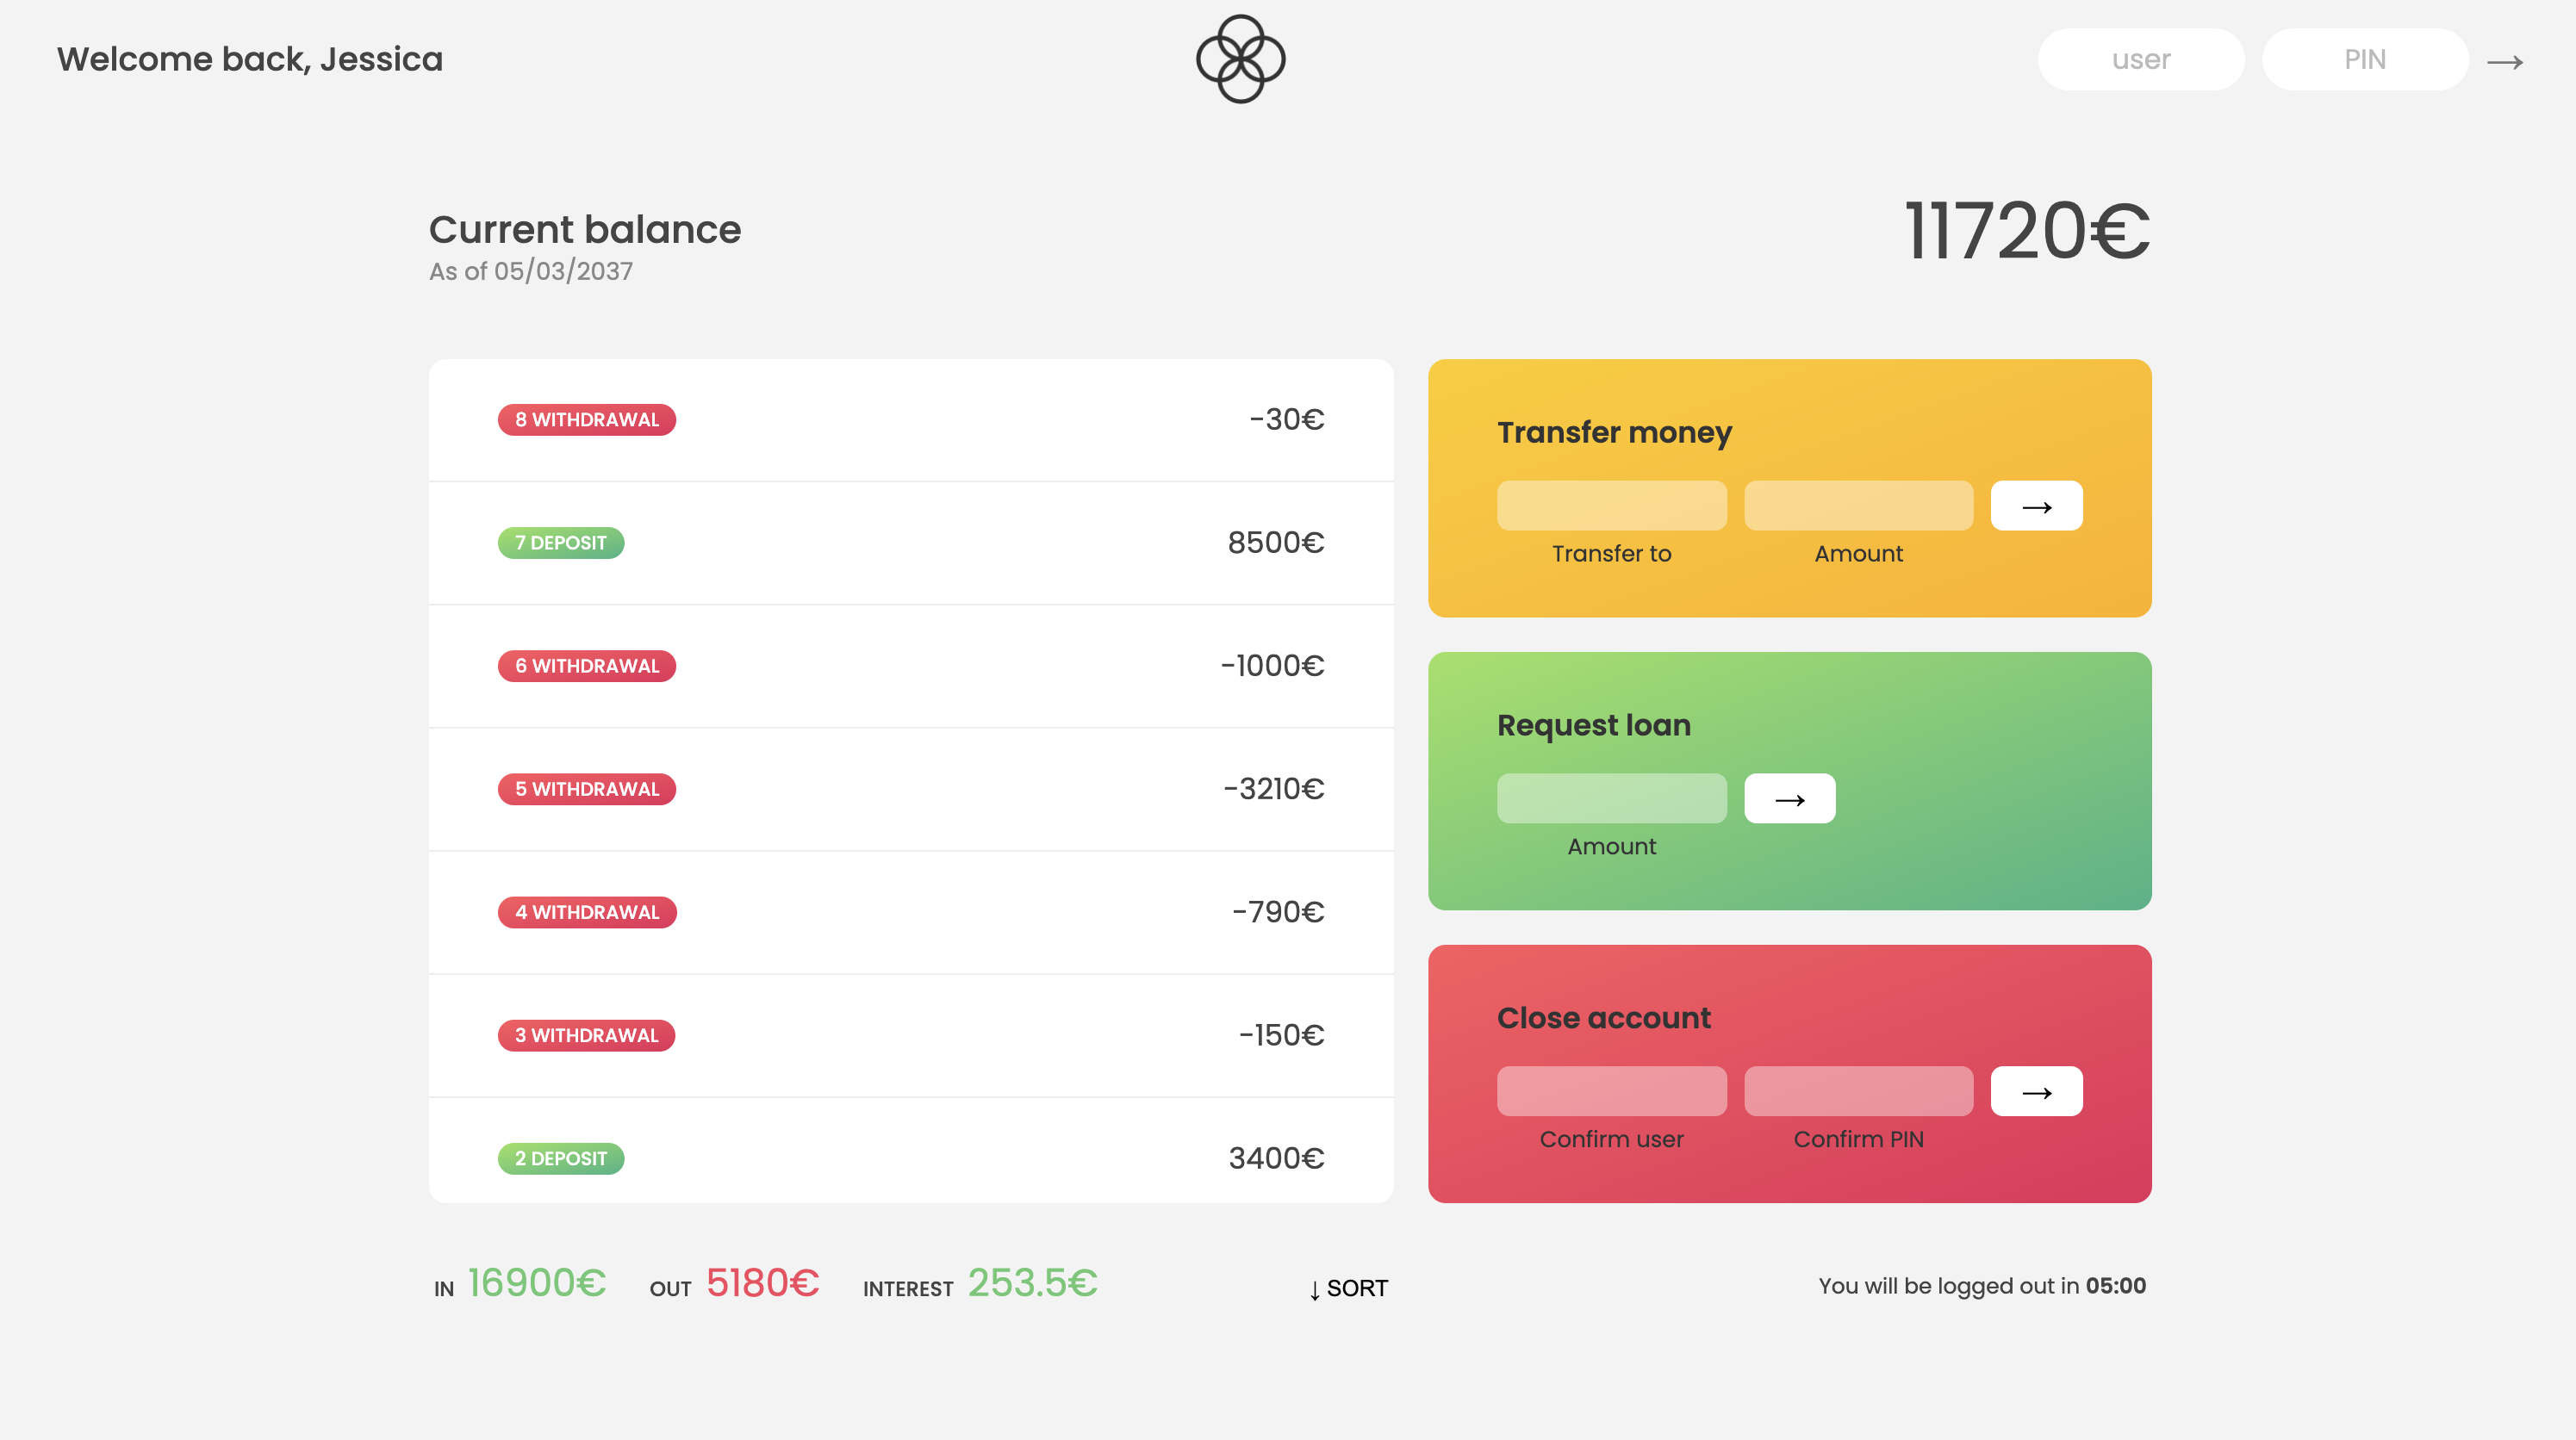 Welcome back, Jessica
user PIN →
Current balance
11720€
As of 05/03/2037
8 WITHDRAWAL -30€
7 DEPOSIT 8500€
6 WITHDRAWAL -1000€
5 WITHDRAWAL -3210€
4 WITHDRAWAL -790€
3 WITHDRAWAL -150€
2 DEPOSIT 3400€
Transfer money
→
Transfer to Amount
Request loan
→
Amount
Close account
→
Confirm user Confirm PIN
IN 16900€ OUT 5180€ INTEREST 253.5€ ↓ SORT
You will be logged out in 05:00